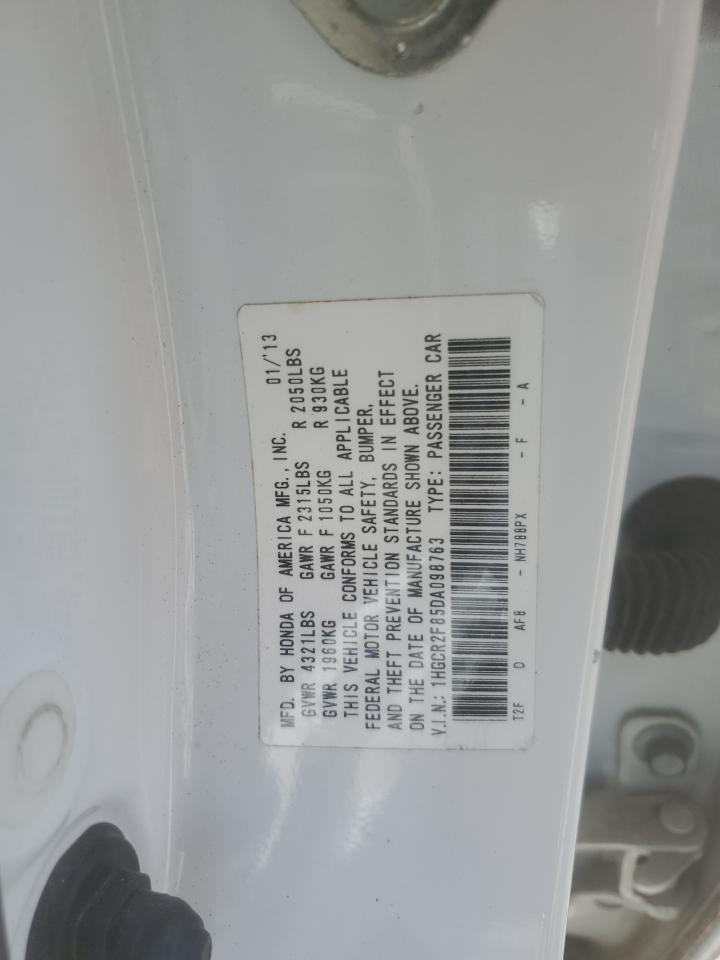 MFD. BY HONDA OF AMERICA MFG., INC. 01/'13
GVWR 4321LBS GAWR F 2315LBS R 2050LBS
GVWR 1960KG GAWR F 1050KG R 930KG
THIS VEHICLE CONFORMS TO ALL APPLICABLE
FEDERAL MOTOR VEHICLE SAFETY, BUMPER,
AND THEFT PREVENTION STANDARDS IN EFFECT
ON THE DATE OF MANUFACTURE SHOWN ABOVE.
V.I.N.: 1HGCR2F85DA098763 TYPE: PASSENGER CAR
T2F D AF8 - NH788PX - F - A